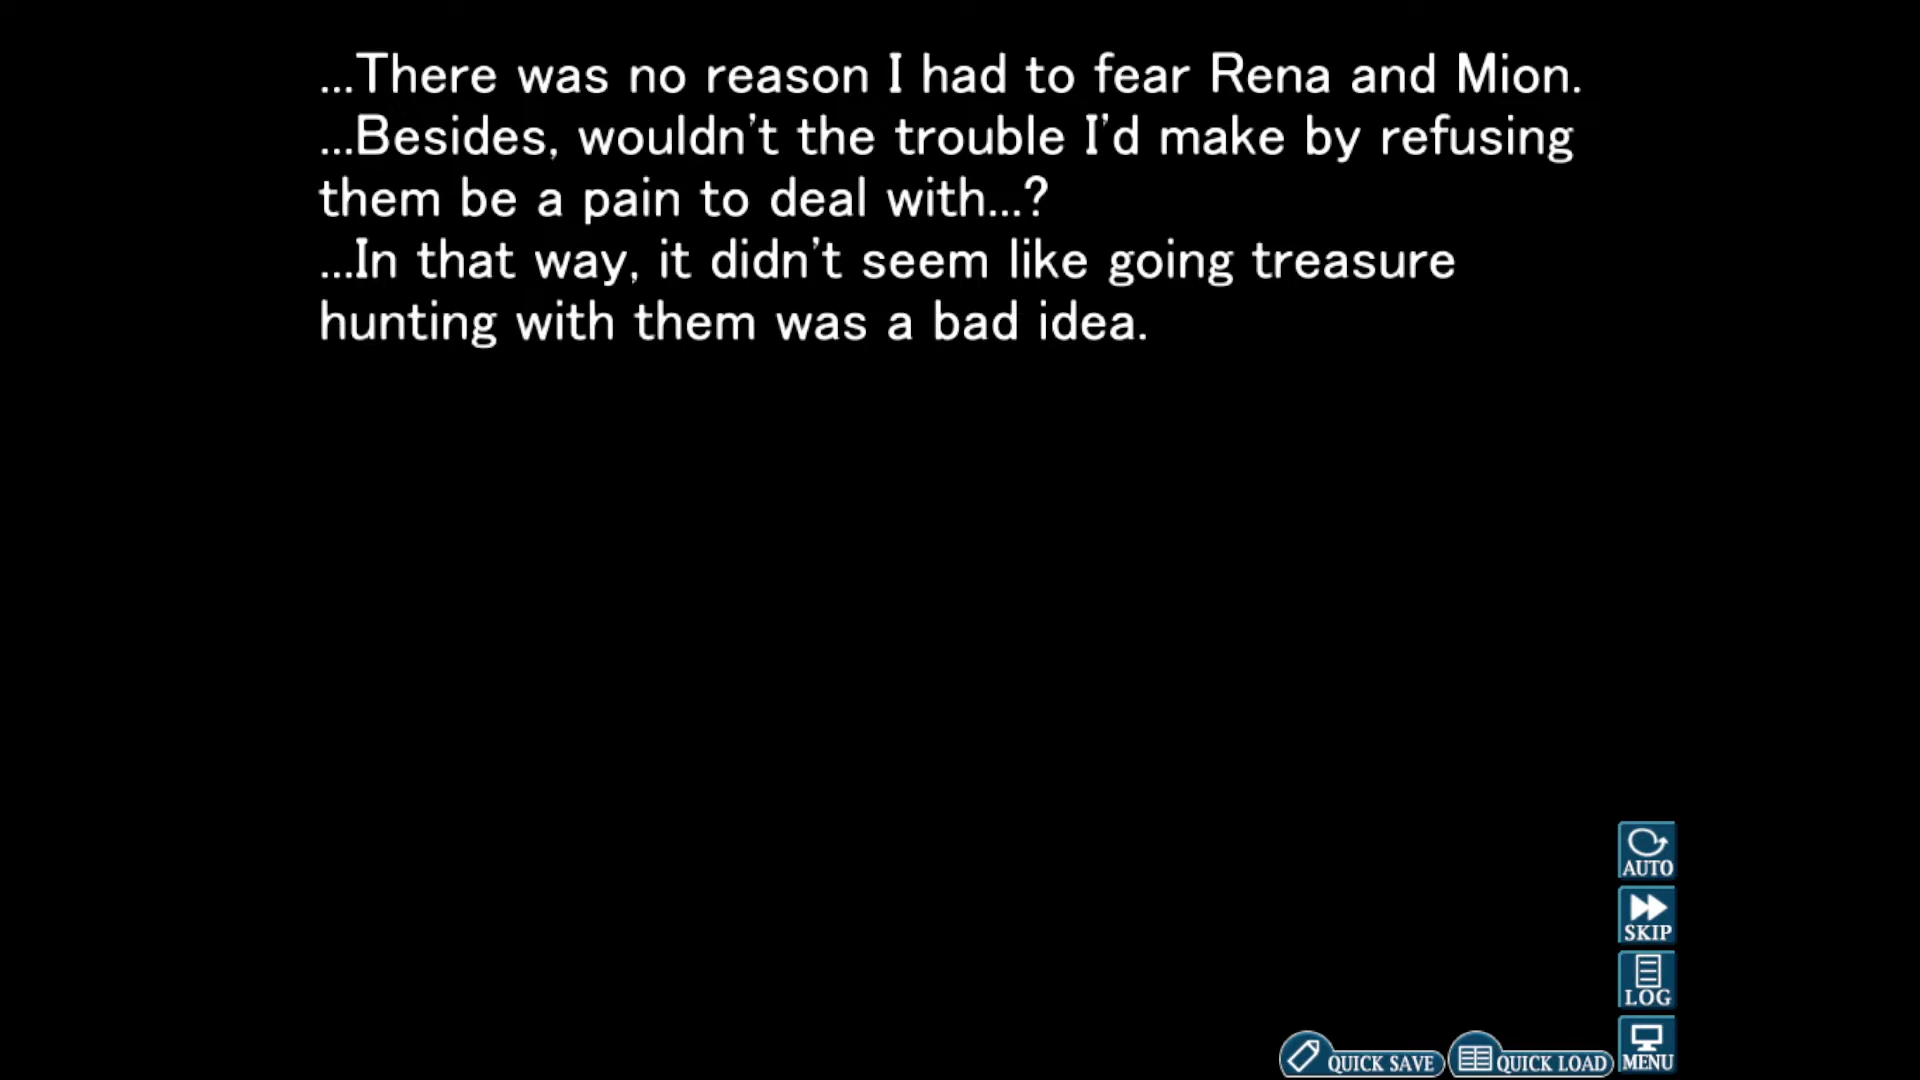 ...There was no reason I had to fear Rena and Mion.
...Besides, wouldn't the trouble I'd make by refusing
them be a pain to deal with...?
...In that way, it didn't seem like going treasure
hunting with them was a bad idea.
AUTO
SKIP
LOG
MENU
QUICK SAVE
QUICK LOAD